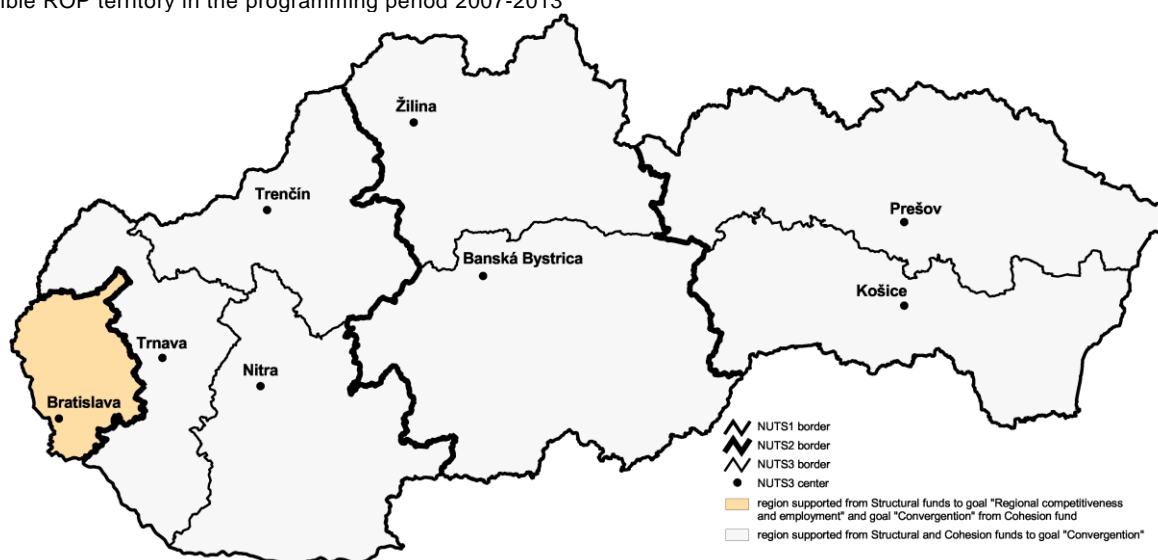 ROP territory in the programming period 2007-2013
Žilina
Trenčín
Prešov
Banská Bystrica
Košice
Trnava
Nitra
Bratislava
NUTS1 border
NUTS2 border
NUTS3 border
NUTS3 center
region supported from Structural funds to goal "Regional competitiveness
and employment" and goal "Convergention" from Cohesion fund
region supported from Structural and Cohesion funds to goal "Convergention"